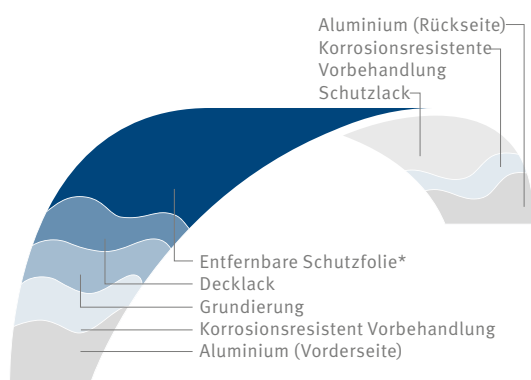 Aluminium (Rückseite)
Korrosionsresistente
Vorbehandlung
Schutzlack
Entfernbare Schutzfolie*
Decklack
Grundierung
Korrosionsresistent Vorbehandlung
Aluminium (Vorderseite)